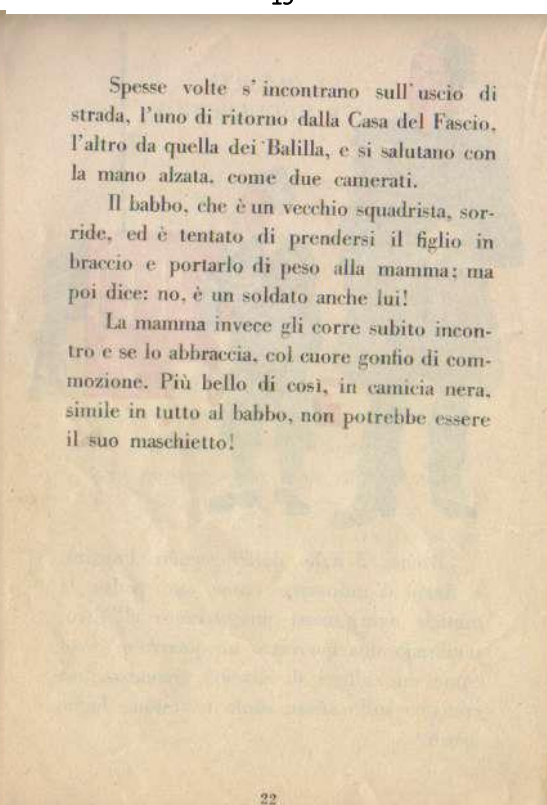 19
Spesse volte s'incontrano sull'uscio di
strada, l'uno di ritorno dalla Casa del Fascio,
l'altro da quella dei Balilla, e si salutano con
la mano alzata, come due camerati.
Il babbo, che è un vecchio squadrista, sor-
ride, ed è tentato di prendersi il figlio in
braccio e portarlo di peso alla mamma; ma
poi dice: no, è un soldato anche lui!
La mamma invece gli corre subito incon-
tro e se lo abbraccia, col cuore gonfio di com-
mozione. Più bello di così, in camicia nera,
simile in tutto al babbo, non potrebbe essere
il suo maschietto!
22